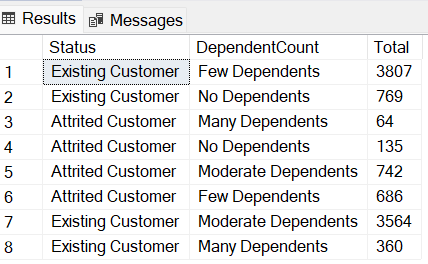 Results Messages
Status DependentCount Total
1 Existing Customer Few Dependents 3807
2 Existing Customer No Dependents 769
3 Attrited Customer Many Dependents 64
4 Attrited Customer No Dependents 135
5 Attrited Customer Moderate Dependents 742
6 Attrited Customer Few Dependents 686
7 Existing Customer Moderate Dependents 3564
8 Existing Customer Many Dependents 360